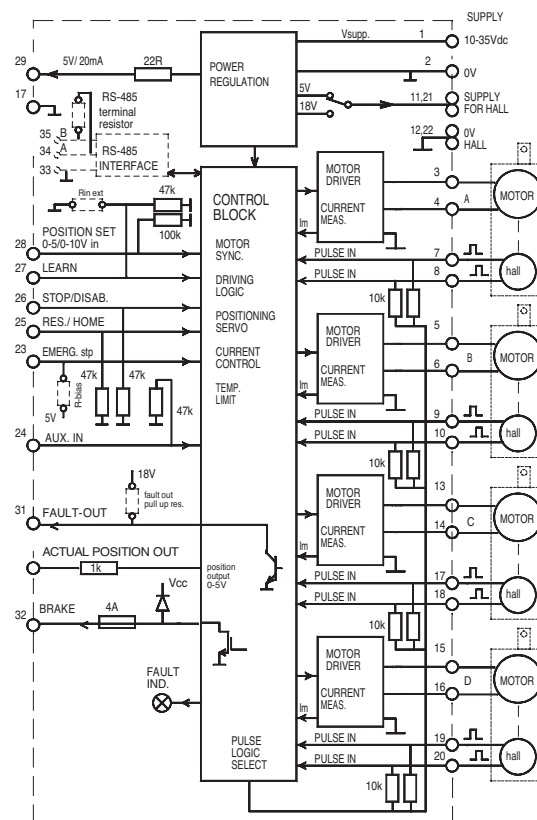 SUPPLY
Vsupp.
1
10-35Vdc
2
0V
5V
18V
11,21
SUPPLY
FOR HALL
12,22
0V
HALL
POWER
REGULATION
29
5V/ 20mA
22R
17
RS-485
terminal
resistor
35
B
34
A
33
RS-485
INTERFACE
Rin ext
47k
100k
28
POSITION SET
0-5/0-10V in
27
LEARN
26
STOP/DISAB.
25
RES./ HOME
23
EMERG. stp
R-bias
5V
47k
47k
47k
24
AUX. IN
18V
fault out
pull up res.
31
FAULT-OUT
ACTUAL POSITION OUT
1k
position
output
0-5V
32
BRAKE
4A
Vcc
FAULT
IND.
CONTROL
BLOCK
MOTOR
SYNC.
DRIVING
LOGIC
POSITIONING
SERVO
CURRENT
CONTROL
TEMP.
LIMIT
PULSE
LOGIC
SELECT
MOTOR
DRIVER
CURRENT
MEAS.
Im
3
4
A
MOTOR
PULSE IN
7
PULSE IN
8
hall
10k
MOTOR
DRIVER
CURRENT
MEAS.
Im
5
6
B
MOTOR
PULSE IN
9
PULSE IN
10
hall
10k
MOTOR
DRIVER
CURRENT
MEAS.
Im
13
14
C
MOTOR
PULSE IN
17
PULSE IN
18
hall
10k
MOTOR
DRIVER
CURRENT
MEAS.
Im
15
16
D
MOTOR
PULSE IN
19
PULSE IN
20
hall
10k